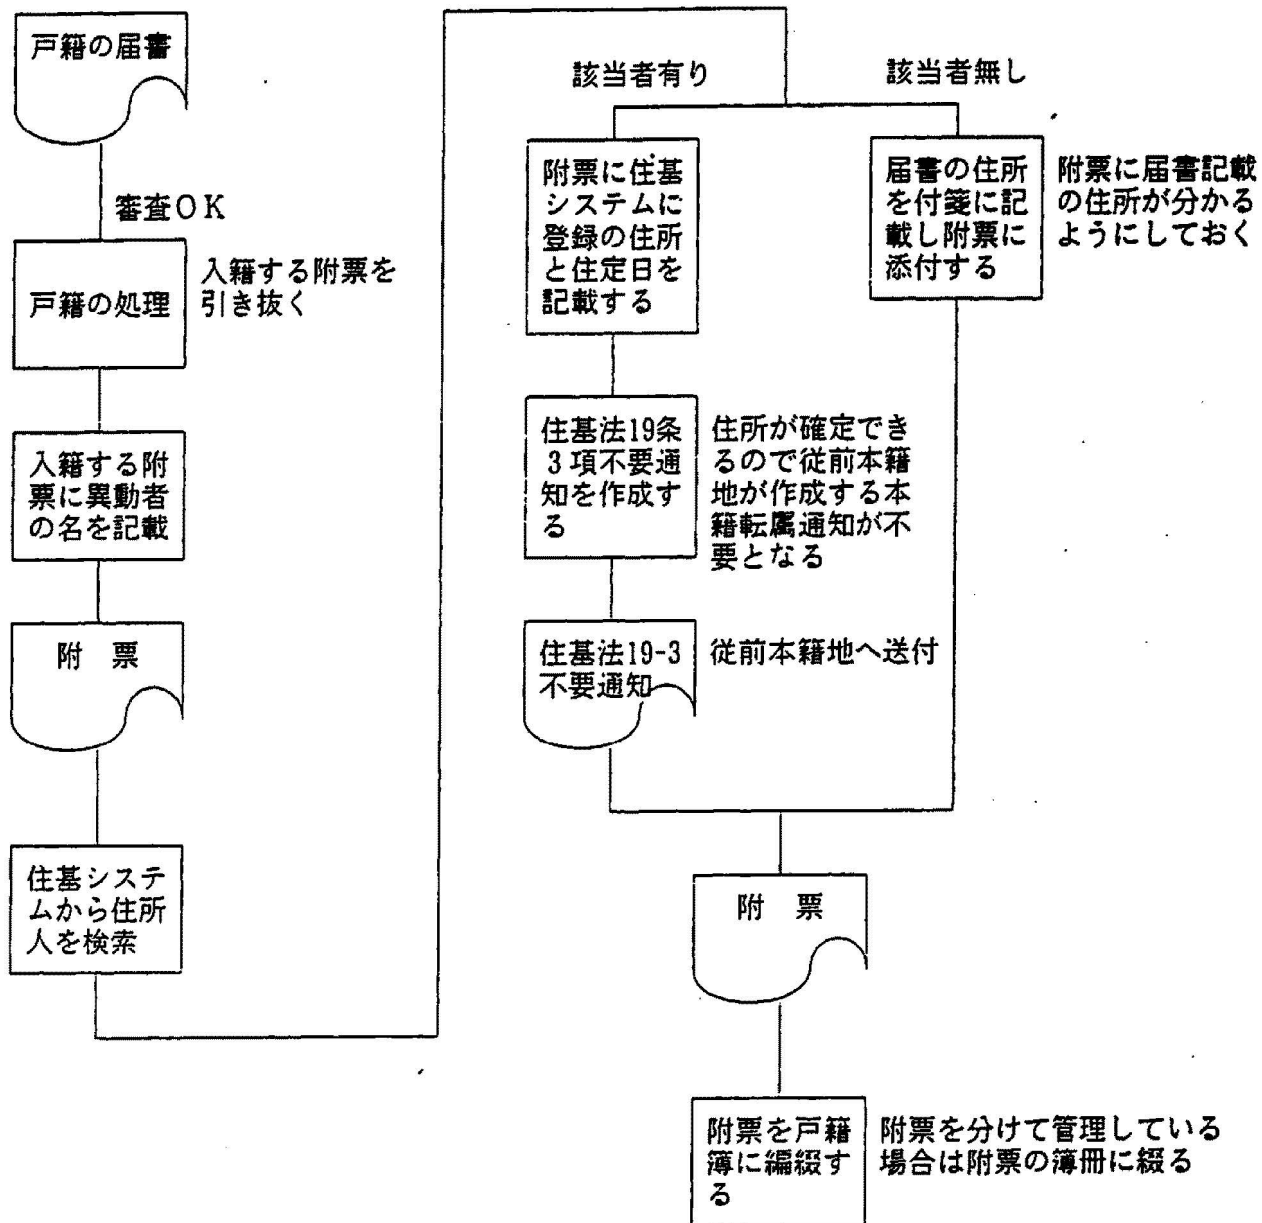 戸籍の届書
審査OK
戸籍の処理
入籍する附票を
引き抜く
入籍する附
票に異動者
の名を記載
附 票
住基システ
ムから住所
人を検索
該当者有り
該当者無し
附票に住基
システムに
登録の住所
と住定日を
記載する
届書の住所
を付箋に記
載し附票に
添付する
附票に届書記載
の住所が分かる
ようにしておく
住基法19条
3項不要通
知を作成す
る
住所が確定でき
るので従前本籍
地が作成する本
籍転属通知が不
要となる
住基法19-3
不要通知
従前本籍地へ送付
附 票
附票を戸籍
簿に編綴す
る
附票を分けて管理している
場合は附票の簿冊に綴る